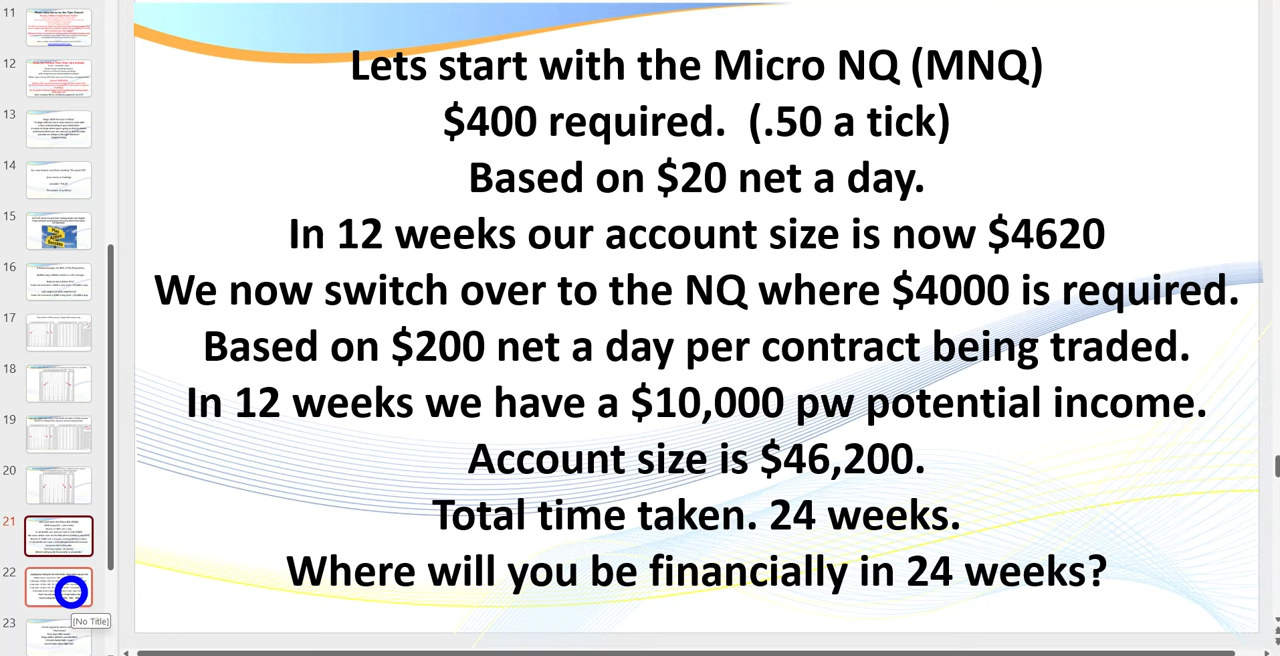 11
12
13
14
15
16
17
18
19
20
21
22
23
[No Title]
Lets start with the Micro NQ (MNQ)
$400 required.  (.50 a tick)
Based on $20 net a day.
In 12 weeks our account size is now $4620
We now switch over to the NQ where $4000 is required.
Based on $200 net a day per contract being traded.
In 12 weeks we have a $10,000 pw potential income.
Account size is $46,200.
Total time taken. 24 weeks.
Where will you be financially in 24 weeks?